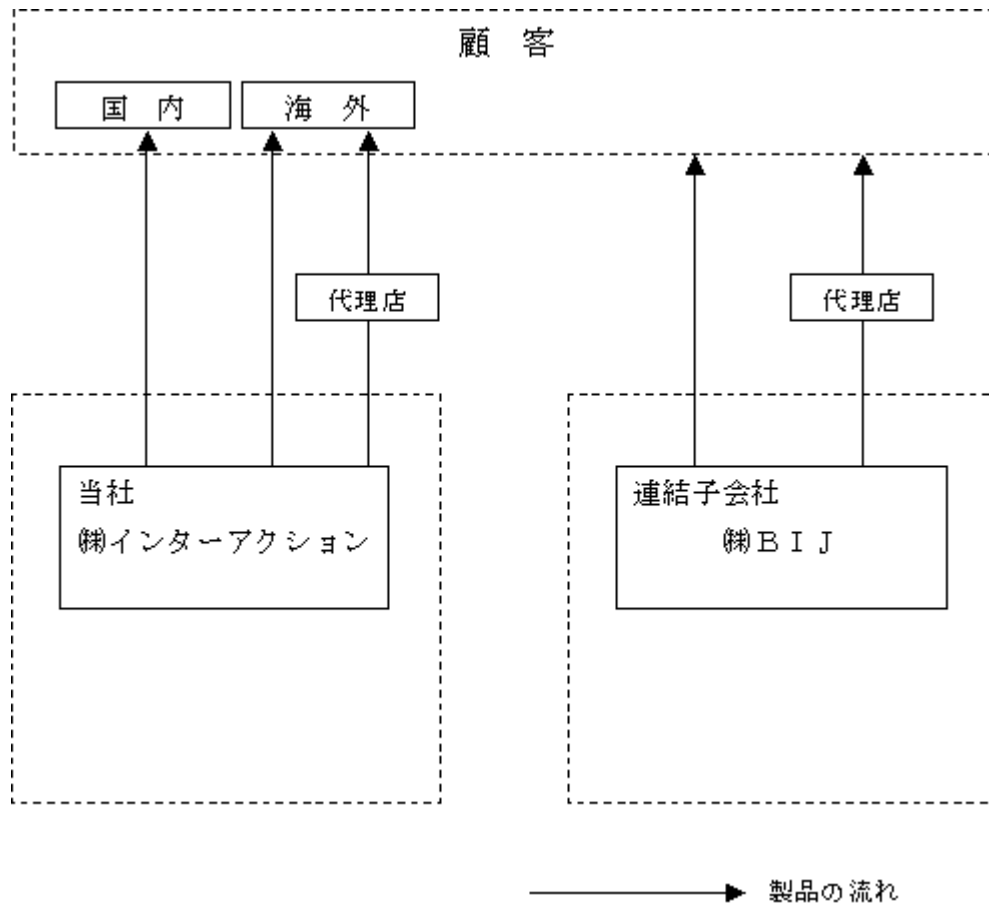 顧 客
国 内
海 外
代理店
代理店
当社
㈱インターアクション
連結子会社
㈱ＢＩＪ
製品の流れ